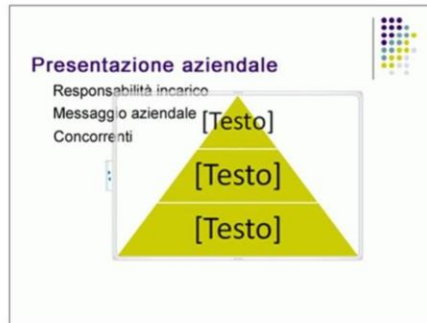 Presentazione aziendale
Responsabilità incarico
Messaggio aziendale
Concorrenti
[Testo]
[Testo]
[Testo]